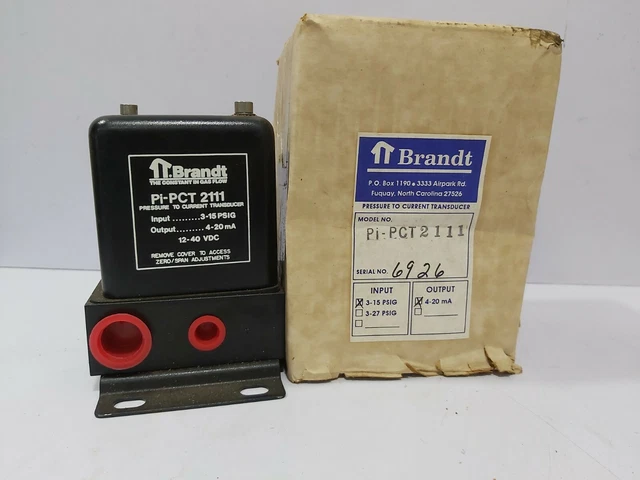 Brandt
THE CONSTANT IN GAS FLOW
Pi-PCT 2111
PRESSURE TO CURRENT TRANSDUCER
Input ......... 3-15 PSIG
Output ........ 4-20 mA
12-40 VDC
REMOVE COVER TO ACCESS
ZERO/SPAN ADJUSTMENTS
Brandt
P.O. Box 1190 • 3333 Airpark Rd.
Fuquay, North Carolina 27526
PRESSURE TO CURRENT TRANSDUCER
MODEL NO.
Pi-PCT2111
SERIAL NO. 6926
INPUT
3-15 PSIG
3-27 PSIG
OUTPUT
4-20 mA